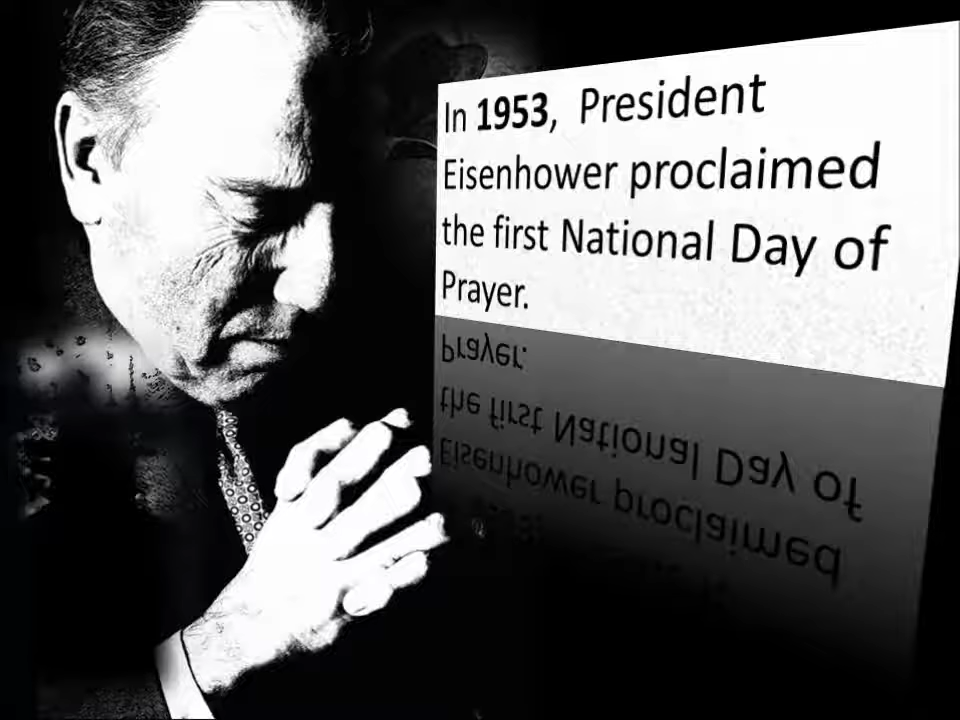 In 1953, President
Eisenhower proclaimed
the first National Day of
Prayer.